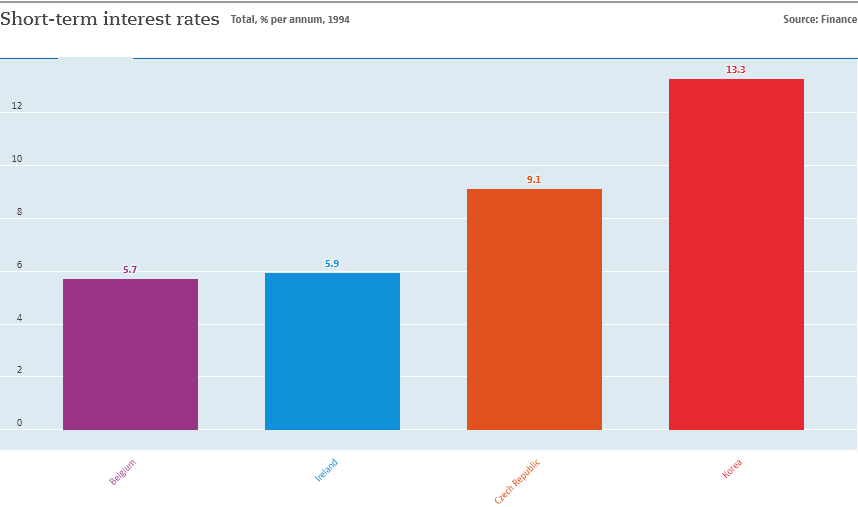 Short-term interest rates Total, % per annum, 1994 Source: Finance
13.3
12
10
9.1
8
6
5.7
5.9
4
2
0
Belgium
Ireland
Czech Republic
Korea